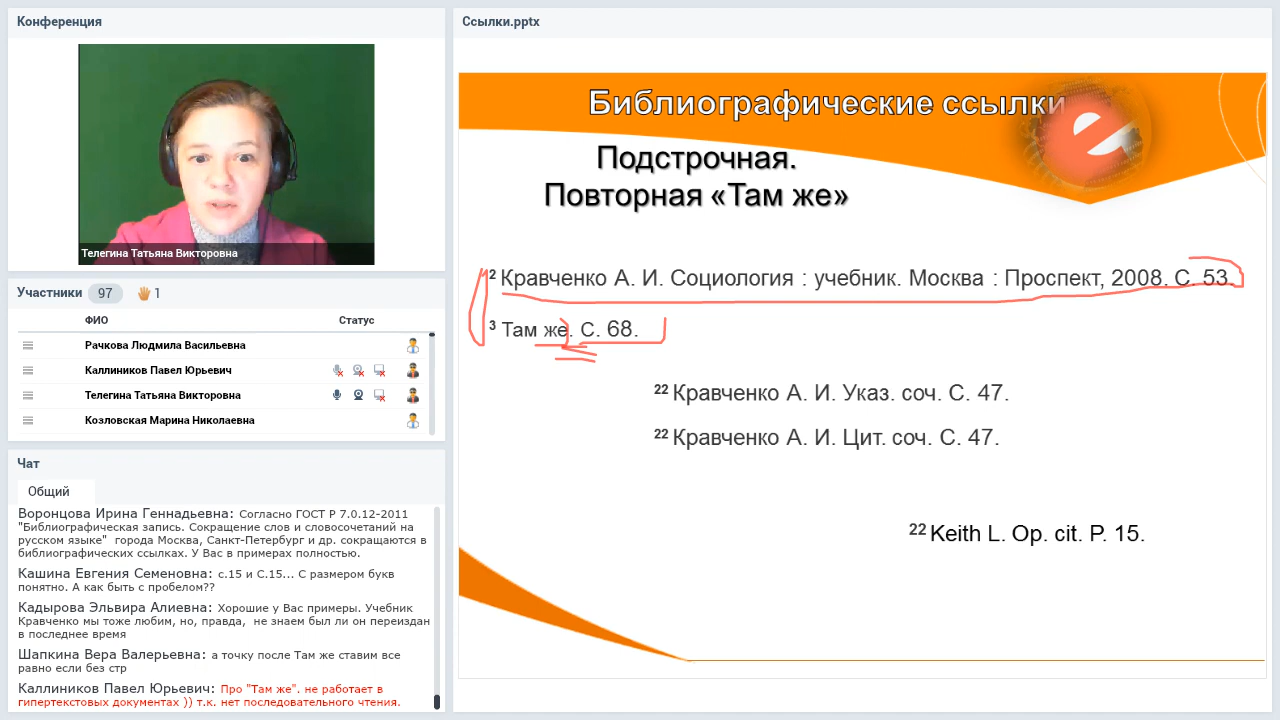 Конференция
Телегина Татьяна Викторовна
Участники 97 1
ФИО Статус
Рачкова Людмила Васильевна
Каллиников Павел Юрьевич
Телегина Татьяна Викторовна
Козловская Марина Николаевна
Чат
Общий
Воронцова Ирина Геннадьевна: Согласно ГОСТ Р 7.0.12-2011
"Библиографическая запись. Сокращение слов и словосочетаний на
русском языке" города Москва, Санкт-Петербург и др. сокращаются в
библиографических ссылках. У Вас в примерах полностью.
Кашина Евгения Семеновна: с.15 и С.15... С размером букв
понятно. А как быть с пробелом??
Кадырова Эльвира Алиевна: Хорошие у Вас примеры. Учебник
Кравченко мы тоже любим, но, правда, не знаем был ли он переиздан
в последнее время
Шапкина Вера Валерьевна: а точку после Там же ставим все
равно если без стр
Каллиников Павел Юрьевич: Про "Там же". не работает в
гипертекстовых документах )) т.к. нет последовательного чтения.
Ссылки.pptx
Библиографические ссылки
Подстрочная.
Повторная «Там же»
2 Кравченко А. И. Социология : учебник. Москва : Проспект, 2008. С. 53.
3 Там же. С. 68.
22 Кравченко А. И. Указ. соч. С. 47.
22 Кравченко А. И. Цит. соч. С. 47.
22 Keith L. Op. cit. P. 15.